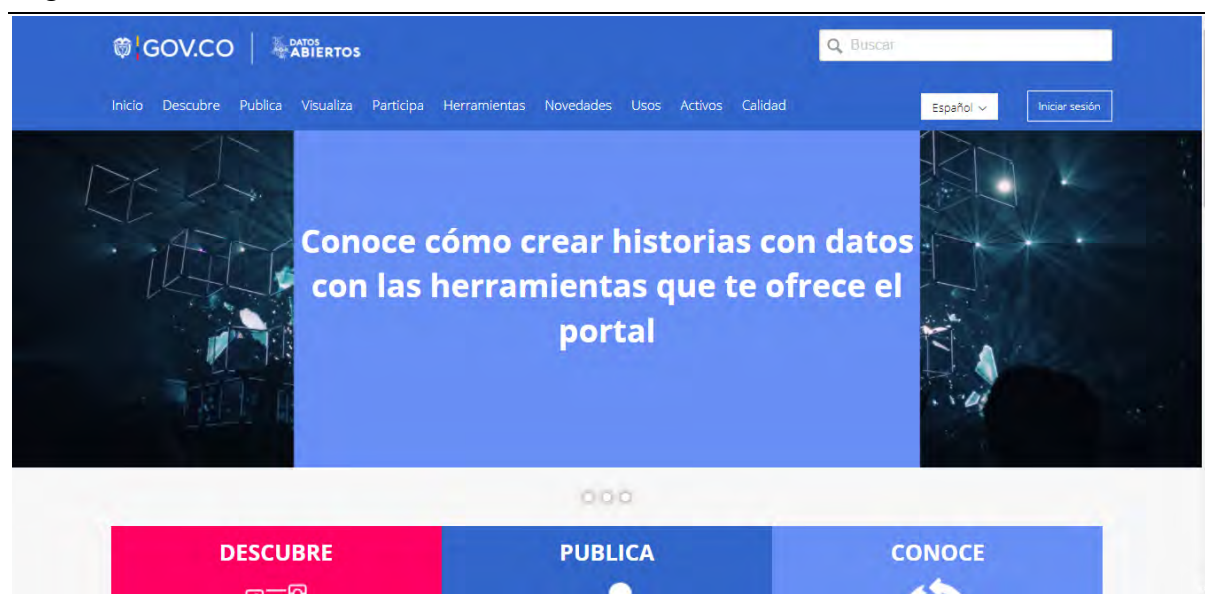 GOV.CO
DATOS
ABIERTOS
Buscar
Inicio Descubre Publica Visualiza Participa Herramientas Novedades Usos Activos Calidad
Español
Iniciar sesión
Conoce cómo crear historias con datos
con las herramientas que te ofrece el
portal
DESCUBRE PUBLICA CONOCE